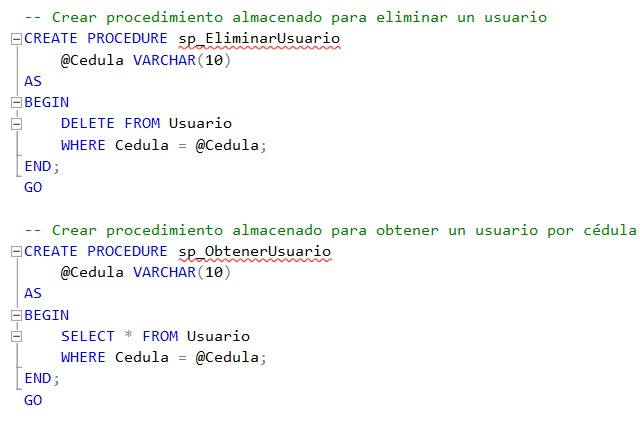 -- Crear procedimiento almacenado para eliminar un usuario
CREATE PROCEDURE sp_EliminarUsuario
    @Cedula VARCHAR(10)
AS
BEGIN
    DELETE FROM Usuario
    WHERE Cedula = @Cedula;
END;
GO

-- Crear procedimiento almacenado para obtener un usuario por cédula
CREATE PROCEDURE sp_ObtenerUsuario
    @Cedula VARCHAR(10)
AS
BEGIN
    SELECT * FROM Usuario
    WHERE Cedula = @Cedula;
END;
GO